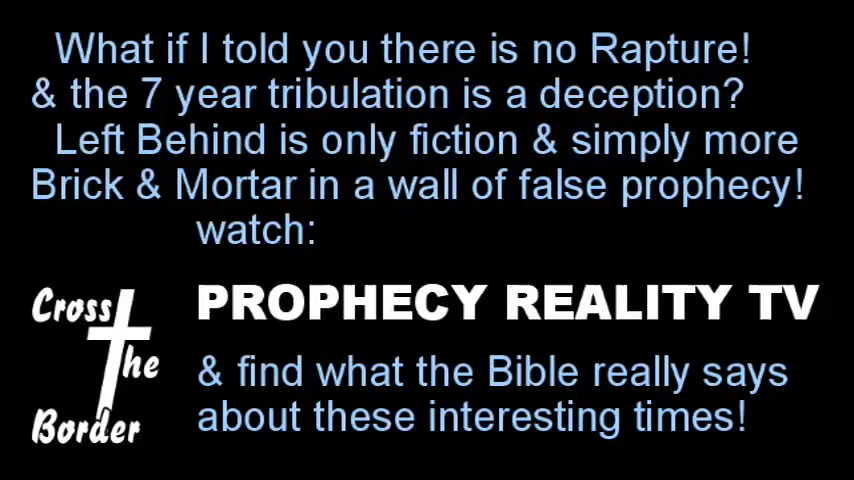 What if I told you there is no Rapture!
& the 7 year tribulation is a deception?
Left Behind is only fiction & simply more
Brick & Mortar in a wall of false prophecy!
watch:
Cross
The
Border
PROPHECY REALITY TV
& find what the Bible really says
about these interesting times!